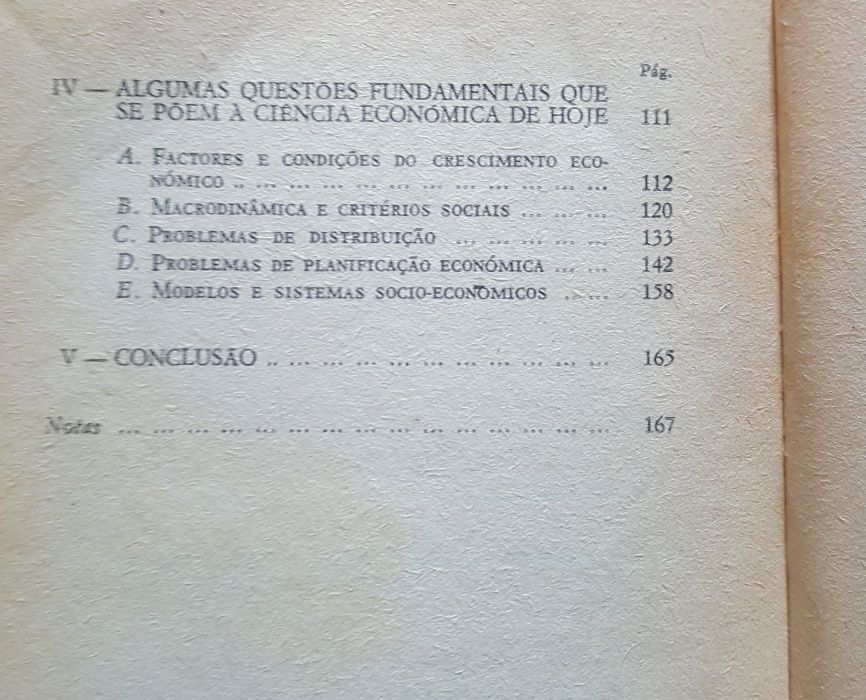 Pág.
IV — ALGUMAS QUESTÕES FUNDAMENTAIS QUE
SE PÕEM À CIÊNCIA ECONÓMICA DE HOJE 111
A. FACTORES E CONDIÇÕES DO CRESCIMENTO ECO-
NÓMICO .. ... ... ... ... ... ... ... ... ... ... ... 112
B. MACRODINÂMICA E CRITÉRIOS SOCIAIS ... ... ... 120
C. PROBLEMAS DE DISTRIBUIÇÃO ... ... ... ... ... 133
D. PROBLEMAS DE PLANIFICAÇÃO ECONÓMICA ... ... 142
E. MODELOS E SISTEMAS SOCIO-ECONÓMICOS ... ... 158
V — CONCLUSÃO .. ... ... ... ... ... ... ... ... ... ... 165
Notas ... ... ... ... ... ... ... ... ... ... ... ... ... ... ... 167